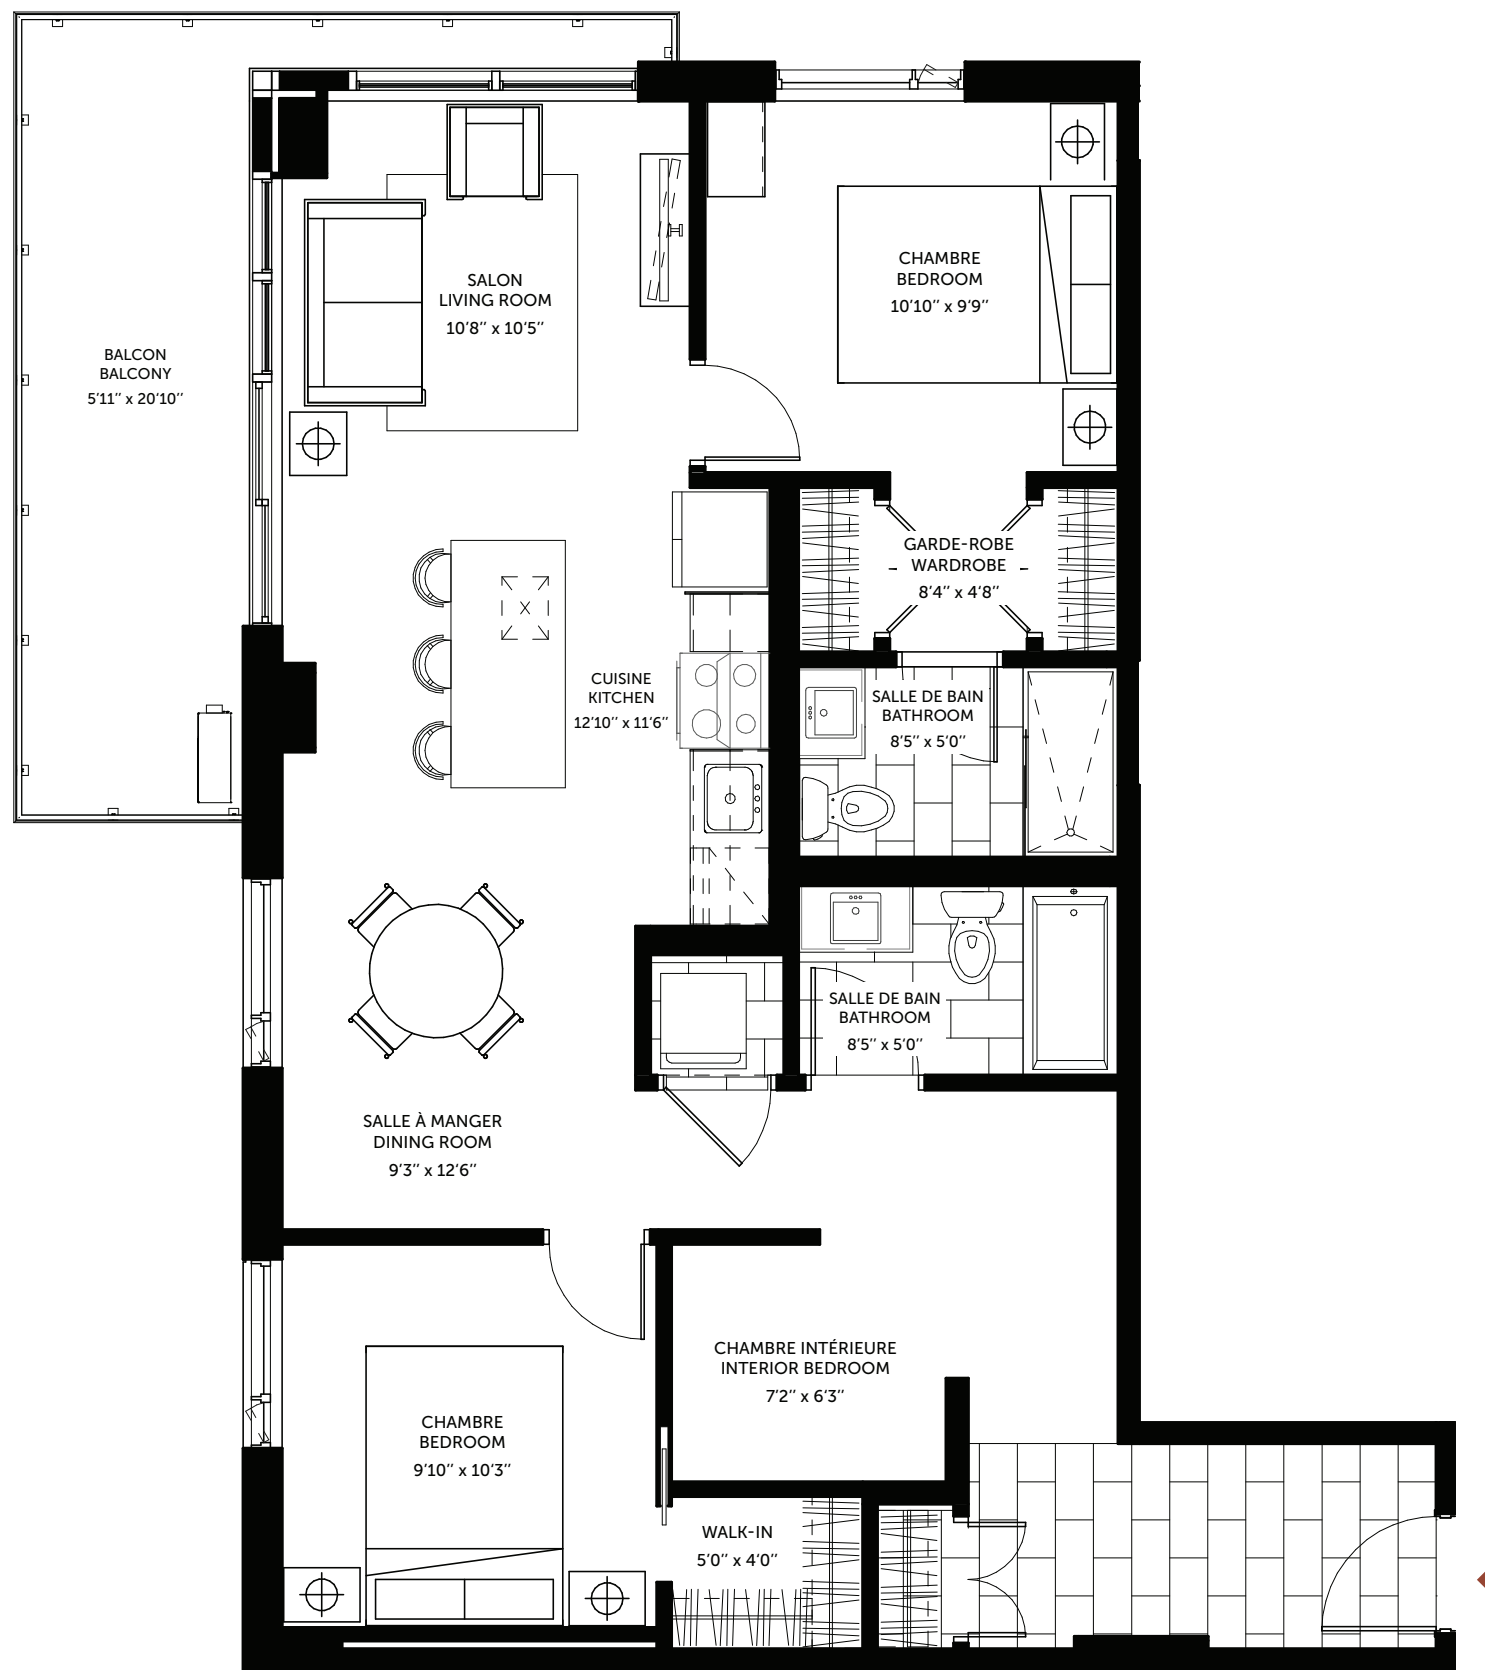 CHAMBRE
BEDROOM
10'10'' x 9'9''
SALON
LIVING ROOM
10'8'' x 10'5''
BALCON
BALCONY
5'11'' x 20'10''
GARDE-ROBE
WARDROBE
8'4'' x 4'8''
CUISINE
KITCHEN
12'10'' x 11'6''
SALLE DE BAIN
BATHROOM
8'5'' x 5'0''
SALLE DE BAIN
BATHROOM
8'5'' x 5'0''
SALLE À MANGER
DINING ROOM
9'3'' x 12'6''
CHAMBRE INTÉRIEURE
INTERIOR BEDROOM
7'2'' x 6'3''
CHAMBRE
BEDROOM
9'10'' x 10'3''
WALK-IN
5'0'' x 4'0''